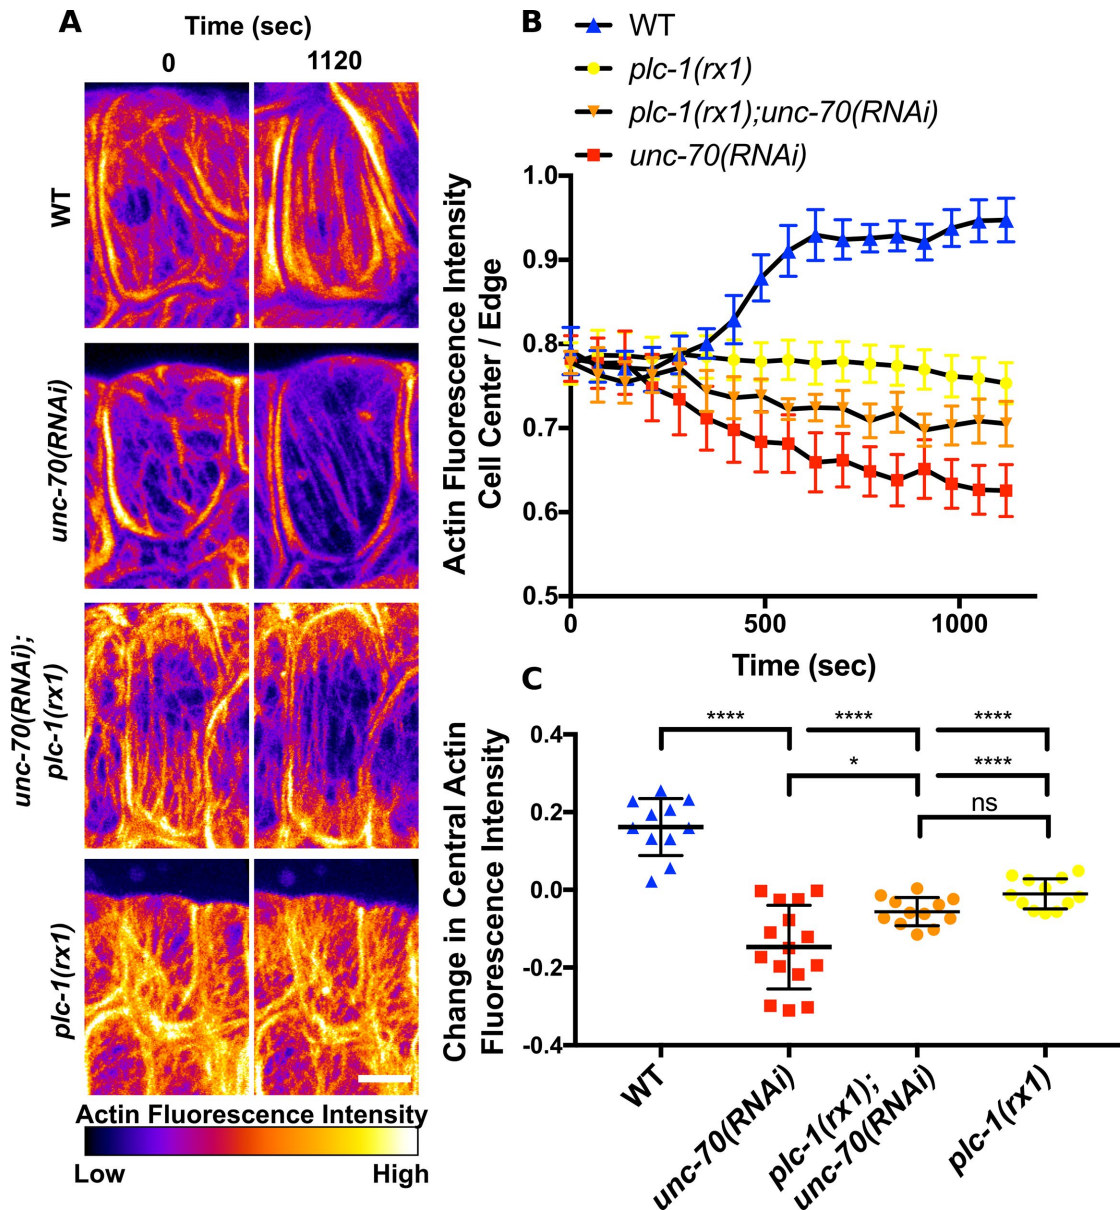 A
Time (sec)
0
1120
WT
unc-70(RNAi)
unc-70(RNAi);
plc-1(rx1)
plc-1(rx1)
Actin Fluorescence Intensity
Low
High
B
WT
plc-1(rx1)
plc-1(rx1);unc-70(RNAi)
unc-70(RNAi)
Actin Fluorescence Intensity
Cell Center / Edge
1.0
0.9
0.8
0.7
0.6
0.5
0
500
1000
Time (sec)
C
Change in Central Actin
Fluorescence Intensity
0.4
0.2
0.0
-0.2
-0.4
****
****
****
*
****
ns
WT
unc-70(RNAi)
plc-1(rx1);
unc-70(RNAi)
plc-1(rx1)